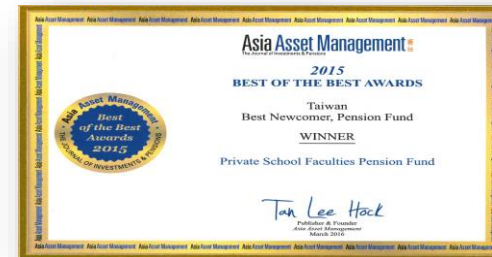 Asia Asset Management
The Journal of Investments & Pensions
2015
BEST OF THE BEST AWARDS
Taiwan
Best Newcomer, Pension Fund
WINNER
Private School Faculties Pension Fund
Asia Asset Management
Best
of the Best
Awards
2015
THE JOURNAL OF INVESTMENTS & PENSIONS
Tan Lee Hock
Publisher & Founder
Asia Asset Management
March 2016